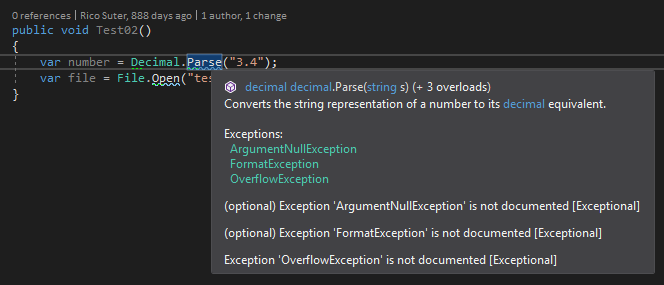 0 references | Rico Suter, 888 days ago | 1 author, 1 change
public void Test02()
{
var number = Decimal.Parse("3.4");
var file = File.Open("tes
}
decimal decimal.Parse(string s) (+ 3 overloads)
Converts the string representation of a number to its decimal equivalent.
Exceptions:
ArgumentNullException
FormatException
OverflowException
(optional) Exception 'ArgumentNullException' is not documented [Exceptional]
(optional) Exception 'FormatException' is not documented [Exceptional]
Exception 'OverflowException' is not documented [Exceptional]